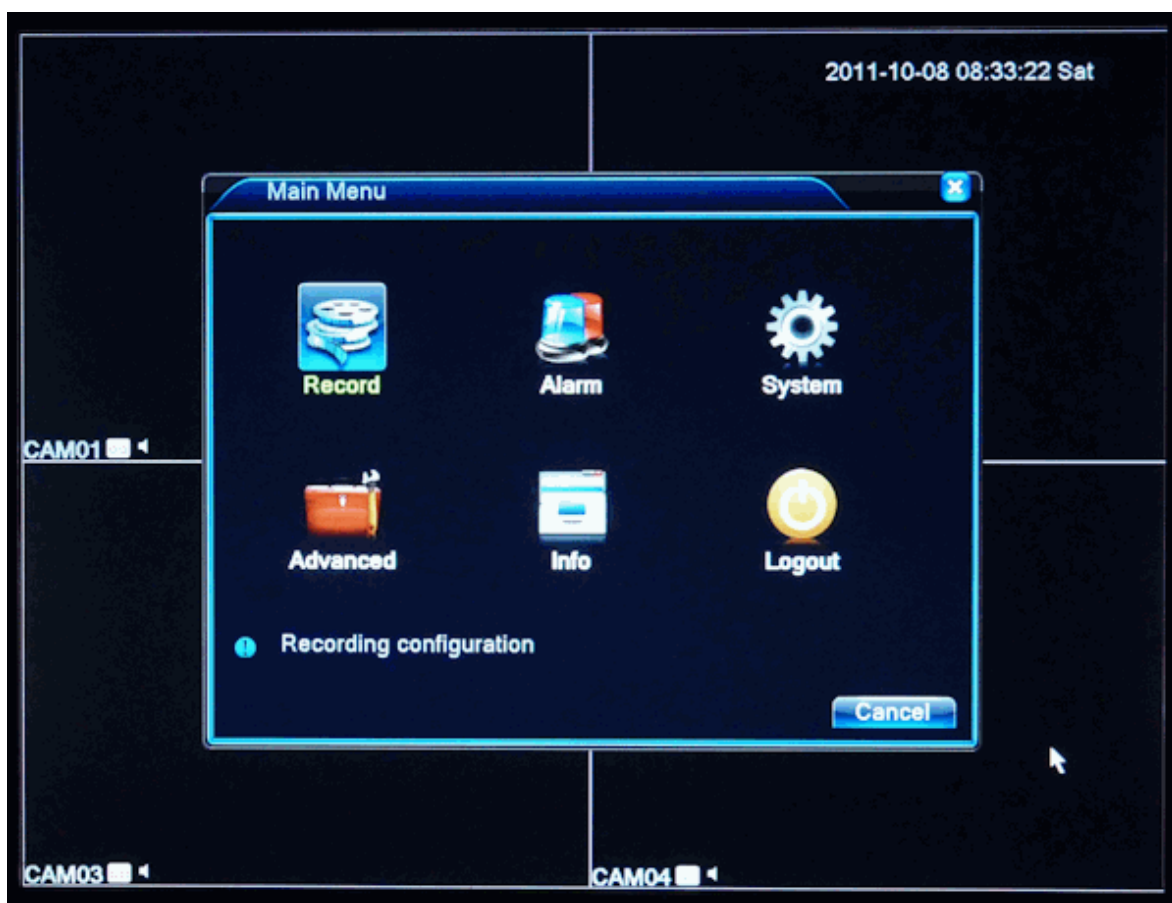 2011-10-08 08:33:22 Sat
Main Menu
Record Alarm System
CAM01
Advanced Info Logout
Recording configuration
Cancel
CAM03 CAM04